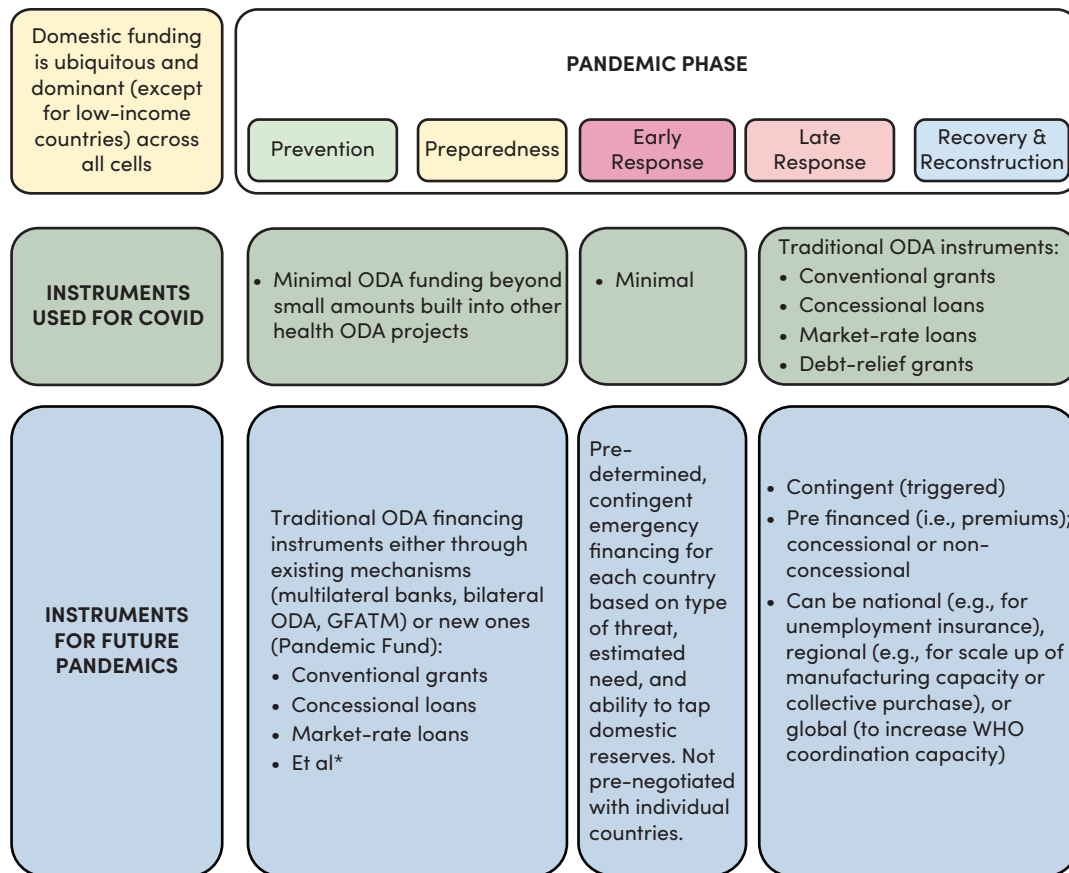 Domestic funding
is ubiquitous and
dominant (except
for low-income
countries) across
all cells
PANDEMIC PHASE
Prevention
Preparedness
Early
Response
Late
Response
Recovery &
Reconstruction
INSTRUMENTS
USED FOR COVID
• Minimal ODA funding beyond
small amounts built into other
health ODA projects
• Minimal
Traditional ODA instruments:
• Conventional grants
• Concessional loans
• Market-rate loans
• Debt-relief grants
INSTRUMENTS
FOR FUTURE
PANDEMICS
Traditional ODA financing
instruments either through
existing mechanisms
(multilateral banks, bilateral
ODA, GFATM) or new ones
(Pandemic Fund):
• Conventional grants
• Concessional loans
• Market-rate loans
• Et al*
Pre-
determined,
contingent
emergency
financing for
each country
based on type
of threat,
estimated
need, and
ability to tap
domestic
reserves. Not
pre-negotiated
with individual
countries.
• Contingent (triggered)
• Pre financed (i.e., premiums);
concessional or non-
concessional
• Can be national (e.g., for
unemployment insurance),
regional (e.g., for scale up of
manufacturing capacity or
collective purchase), or
global (to increase WHO
coordination capacity)